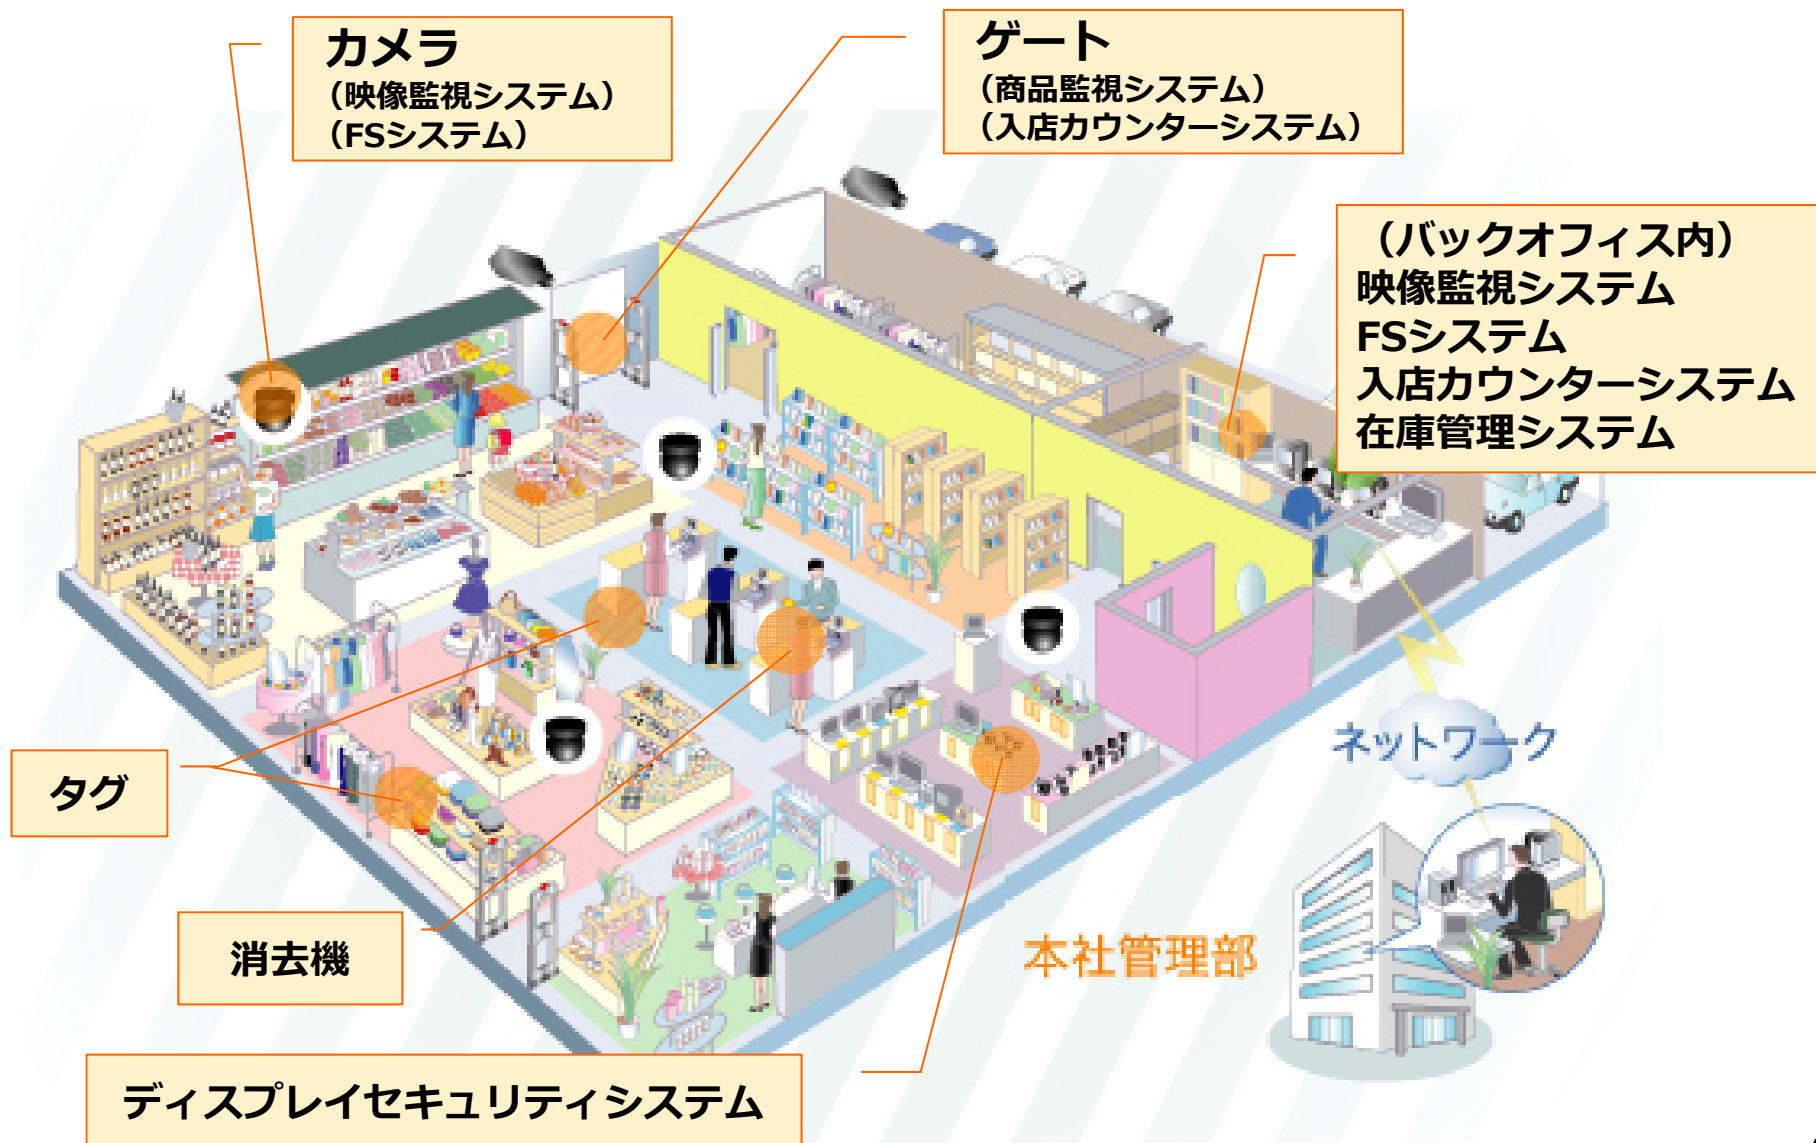 カメラ
（映像監視システム）
（FSシステム）
ゲート
（商品監視システム）
（入店カウンターシステム）
（バックオフィス内）
映像監視システム
FSシステム
入店カウンターシステム
在庫管理システム
タグ
消去機
ディスプレイセキュリティシステム
ネットワーク
本社管理部